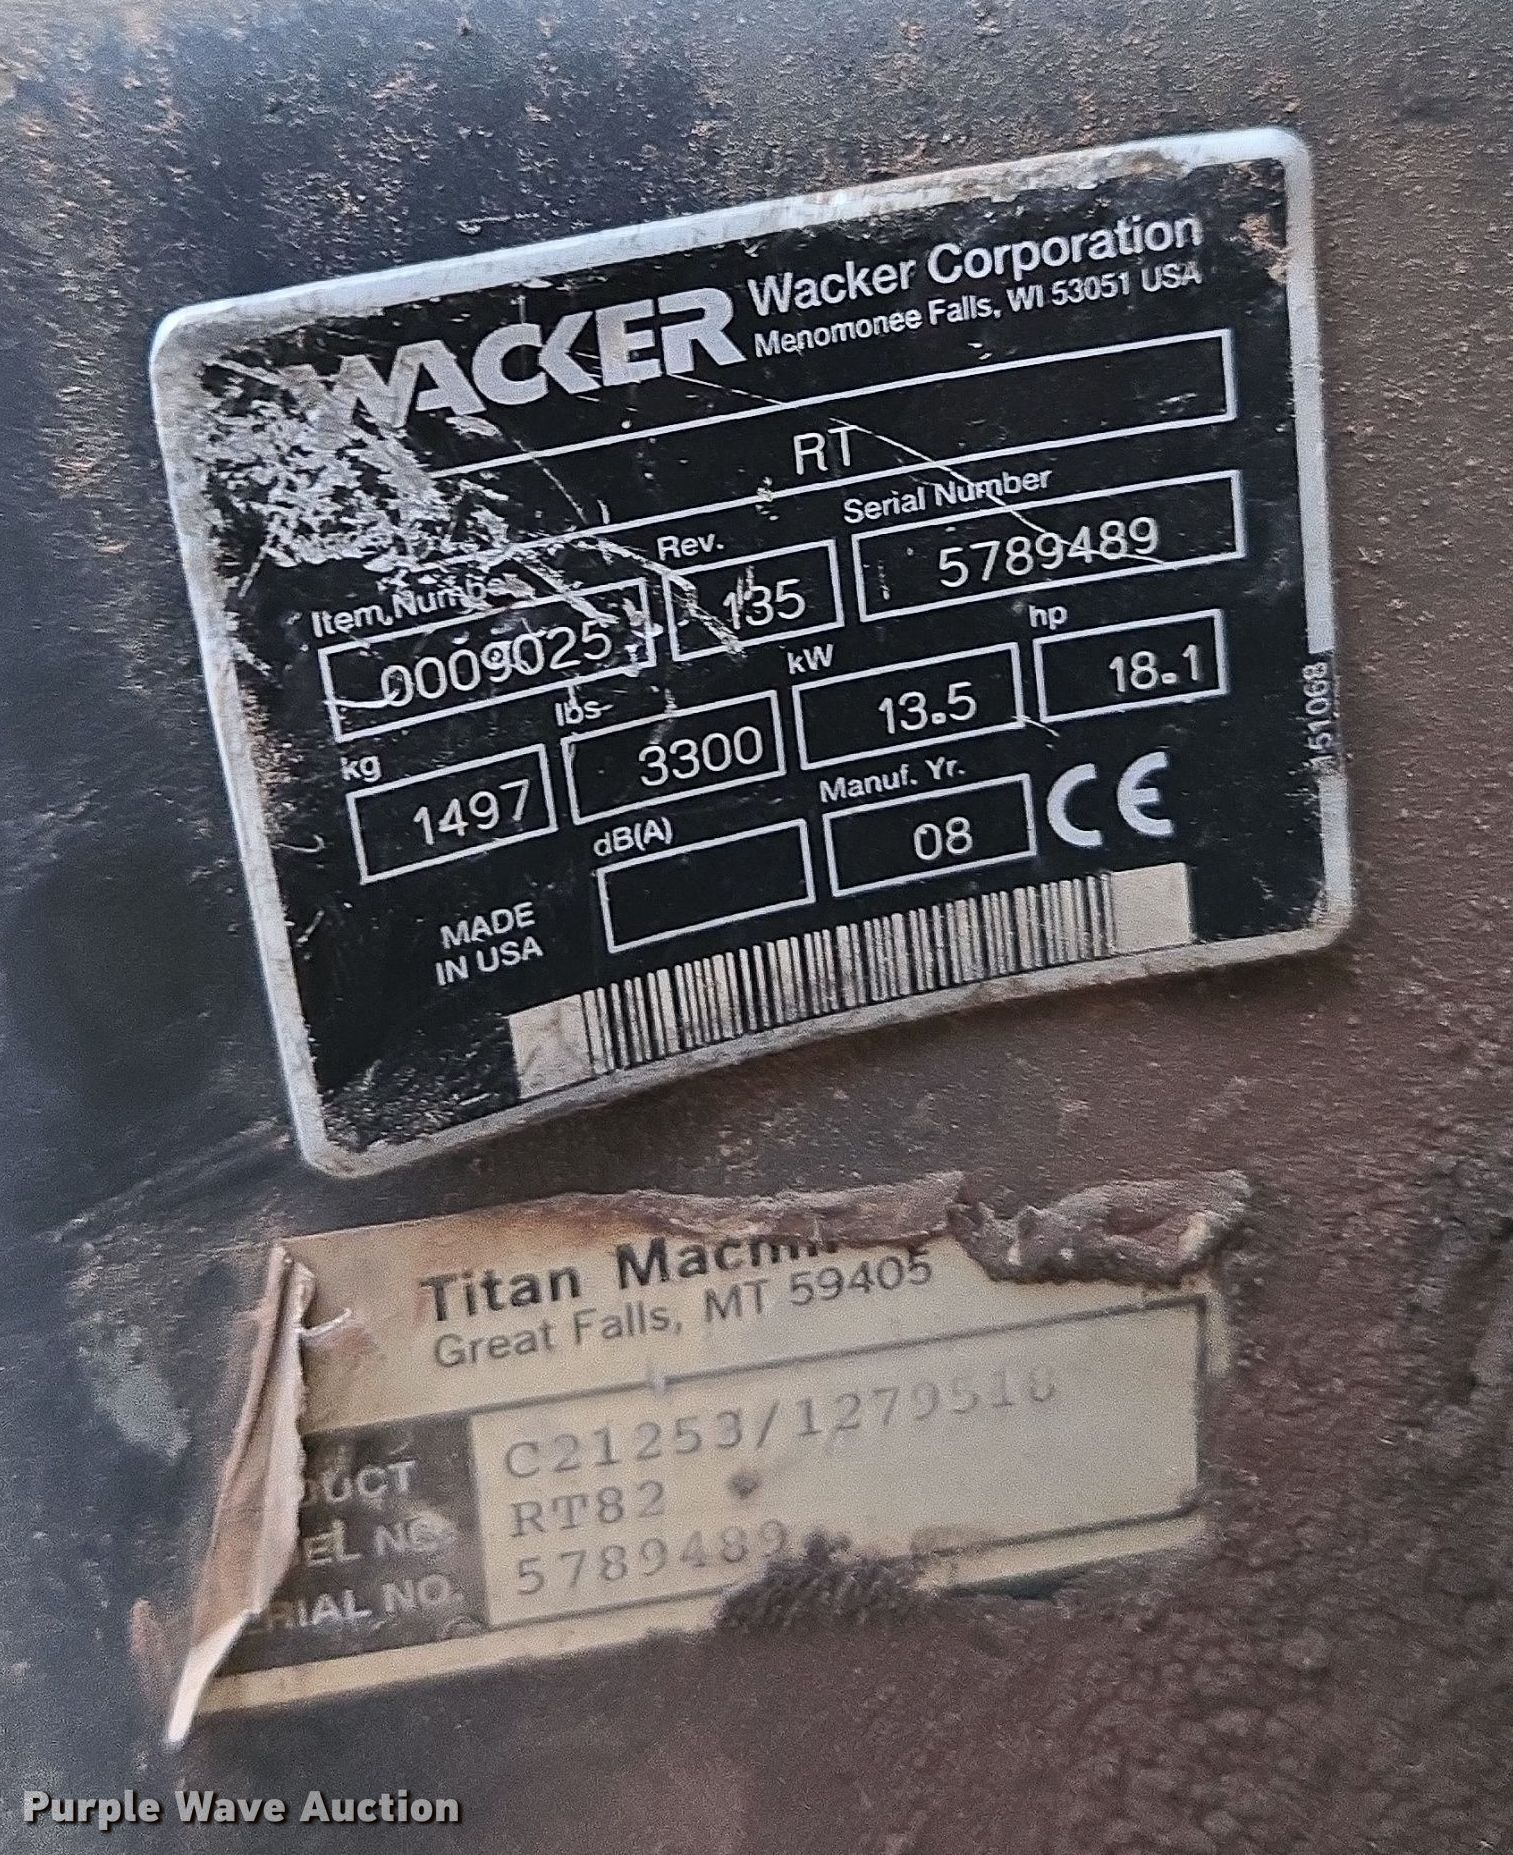 WACKER
Wacker Corporation
Menomonee Falls, WI 53051 USA
RT
Item Number
Rev.
Serial Number
0009025
135
5789489
kg
lbs
kW
hp
1497
3300
13.5
18.1
151068
dB(A)
Manuf. Yr.
08
CE
MADE
IN USA
Titan
Great Falls, MT 59405
C21253/
RT82
NO.
5789489
NO.
Purple Wave Auction